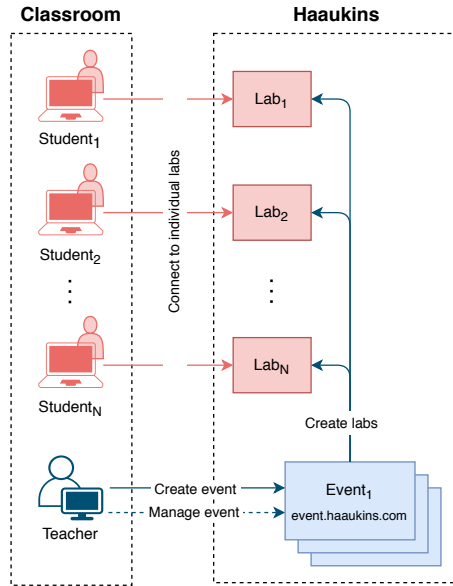 Classroom
Haaukins
Student1
Lab1
Connect to individual labs
Student2
Lab2
⋮
⋮
StudentN
LabN
Create labs
Create event
Manage event
Teacher
Event1
event.haaukins.com